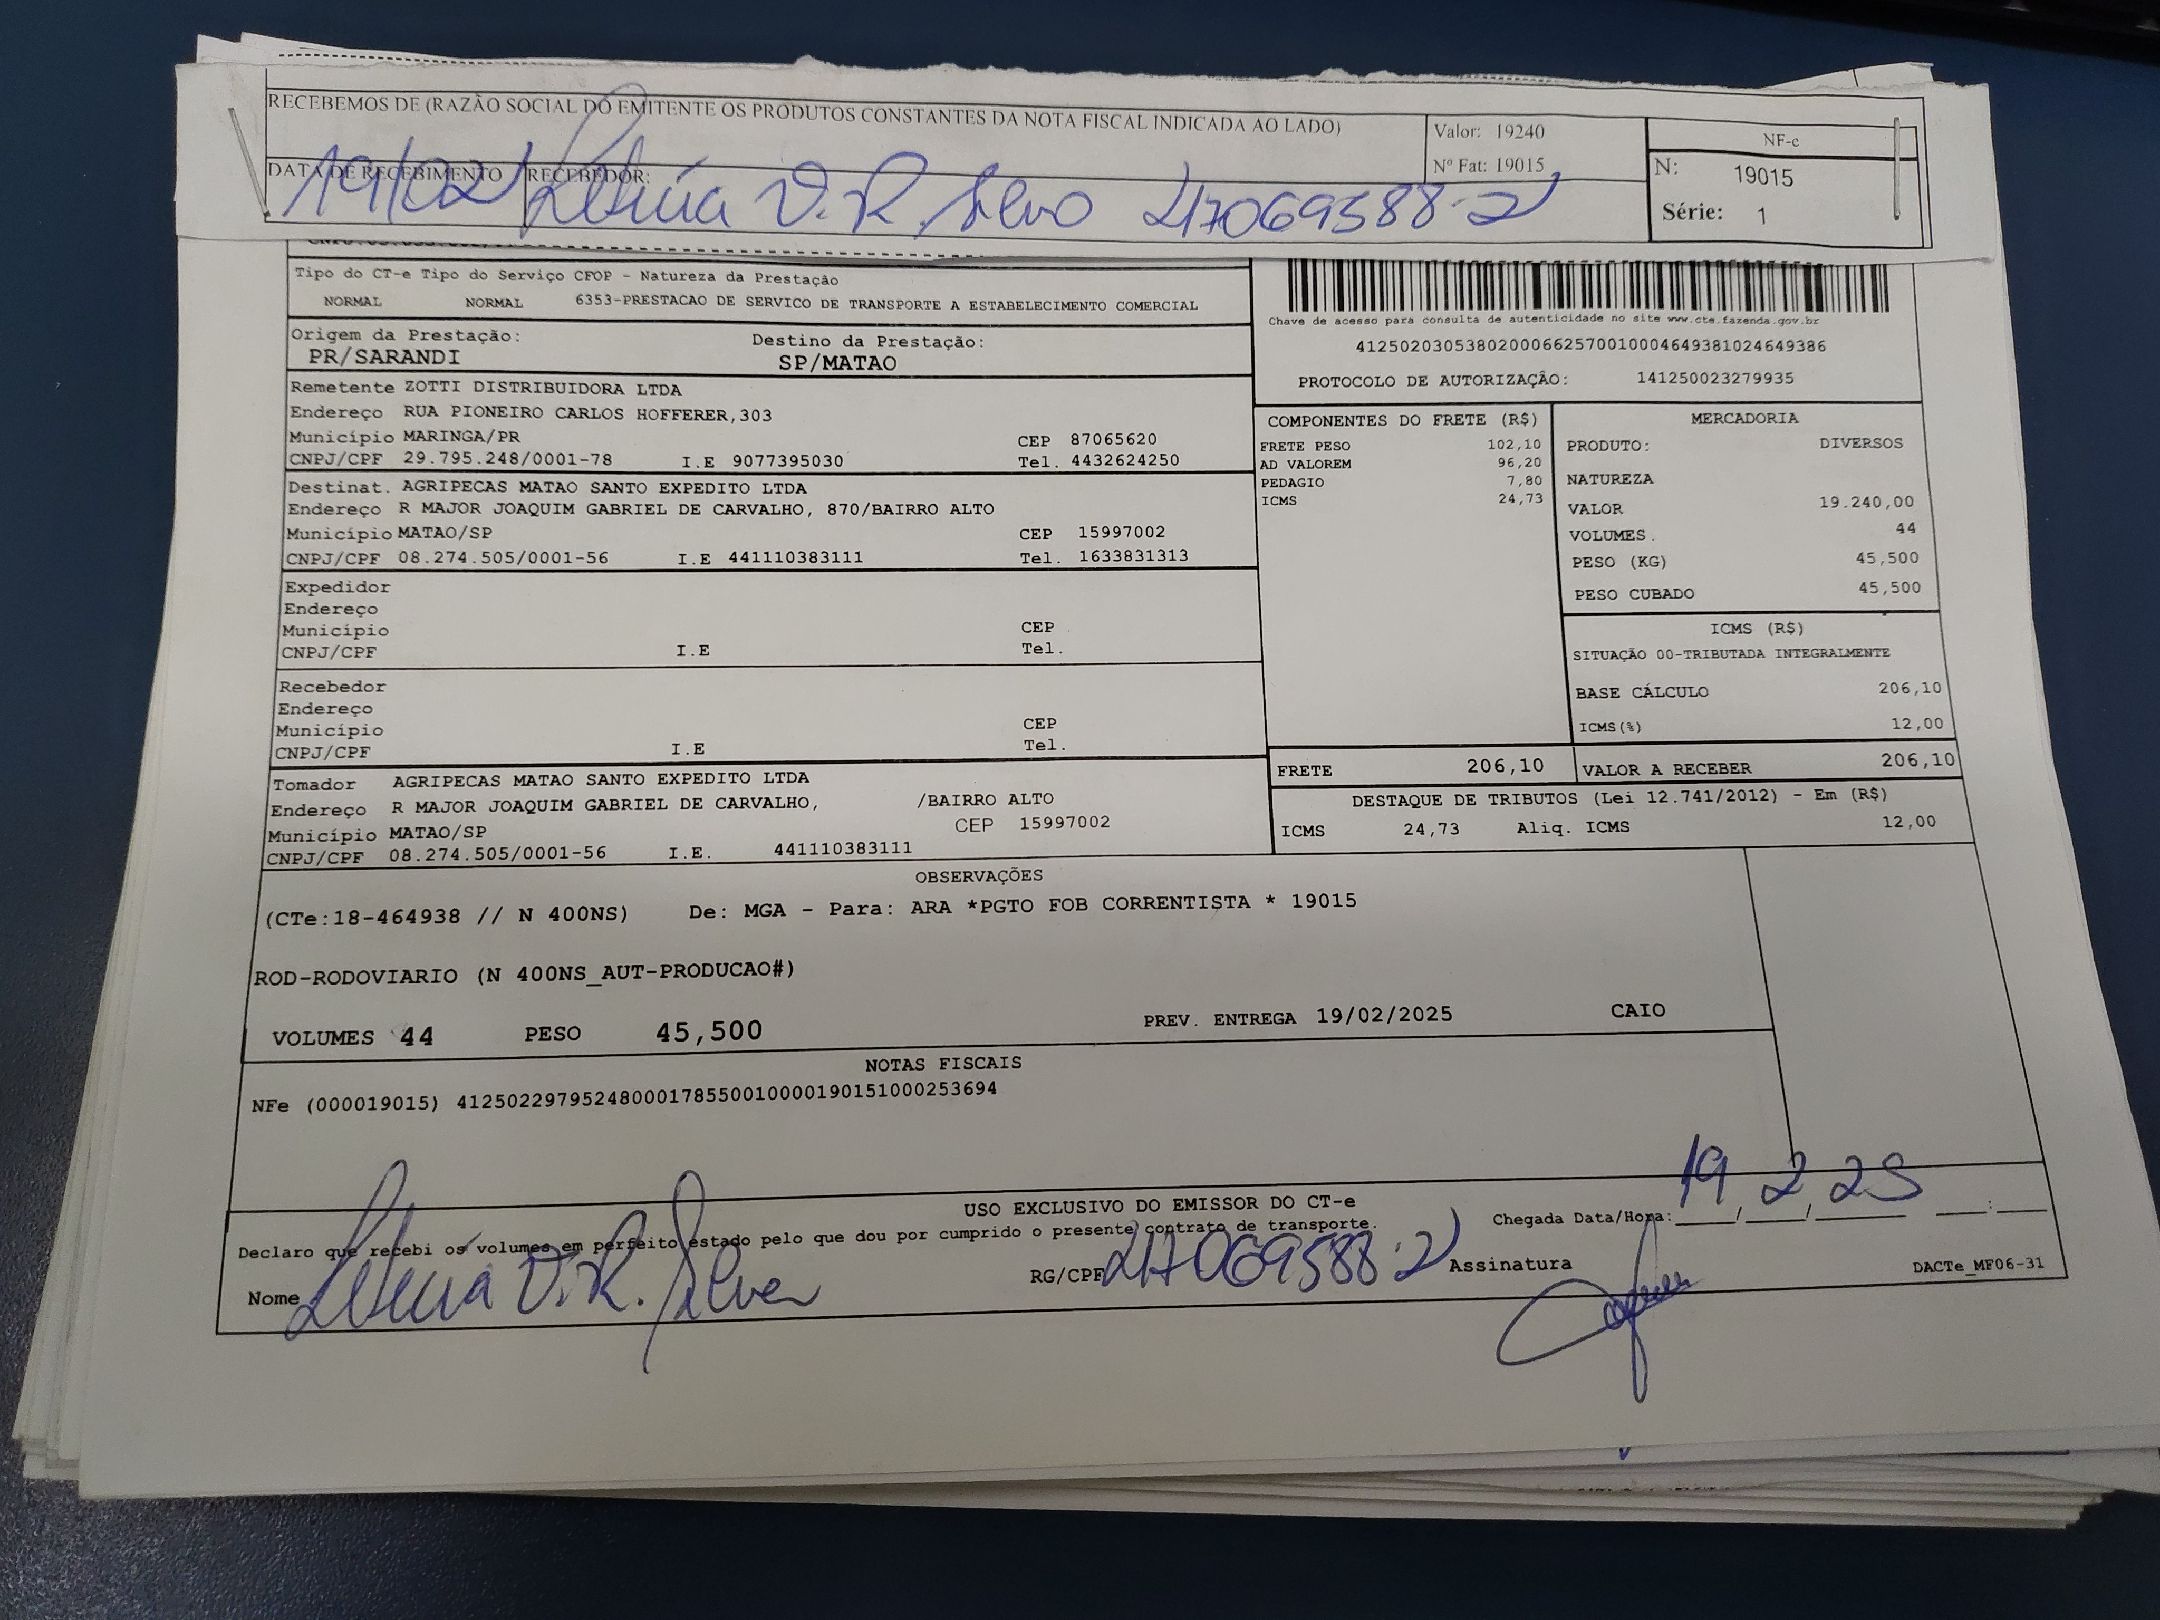 RECEBEMOS DE (RAZÃO SOCIAL DO EMITENTE OS PRODUTOS CONSTANTES DA NOTA FISCAL INDICADA AO LADO)
Valor: 19240
Nº Fat: 19015
NF-e
N: 19015
Série: 1
DATA DE RECEBIMENTO RECEBEDOR:
19/02/ Letícia V. R. Silva 47069588-2
Tipo do CT-e Tipo do Serviço CFOP - Natureza da Prestação
NORMAL NORMAL 6353-PRESTACAO DE SERVICO DE TRANSPORTE A ESTABELECIMENTO COMERCIAL
Origem da Prestação: Destino da Prestação:
PR/SARANDI SP/MATAO
Chave de acesso para consulta de autenticidade no site www.cte.fazenda.gov.br
41250203053802000662570010004649381024649386
PROTOCOLO DE AUTORIZAÇÃO: 141250023279935
Remetente ZOTTI DISTRIBUIDORA LTDA
Endereço RUA PIONEIRO CARLOS HOFFERER,303
Município MARINGA/PR CEP 87065620
CNPJ/CPF 29.795.248/0001-78 I.E 9077395030 Tel. 4432624250
Destinat. AGRIPECAS MATAO SANTO EXPEDITO LTDA
Endereço R MAJOR JOAQUIM GABRIEL DE CARVALHO, 870/BAIRRO ALTO
Município MATAO/SP CEP 15997002
CNPJ/CPF 08.274.505/0001-56 I.E 441110383111 Tel. 1633831313
Expedidor
Endereço
Município CEP
CNPJ/CPF I.E Tel.
Recebedor
Endereço
Município CEP
CNPJ/CPF I.E Tel.
Tomador AGRIPECAS MATAO SANTO EXPEDITO LTDA
Endereço R MAJOR JOAQUIM GABRIEL DE CARVALHO, /BAIRRO ALTO
Município MATAO/SP CEP 15997002
CNPJ/CPF 08.274.505/0001-56 I.E. 441110383111
COMPONENTES DO FRETE (R$)
FRETE PESO 102,10
AD VALOREM 96,20
PEDAGIO 7,80
ICMS 24,73
MERCADORIA
PRODUTO: DIVERSOS
NATUREZA
VALOR 19.240,00
VOLUMES. 44
PESO (KG) 45,500
PESO CUBADO 45,500
ICMS (R$)
SITUAÇÃO 00-TRIBUTADA INTEGRALMENTE
BASE CÁLCULO 206,10
ICMS(%) 12,00
FRETE 206,10 VALOR A RECEBER 206,10
DESTAQUE DE TRIBUTOS (Lei 12.741/2012) - Em (R$)
ICMS 24,73 Aliq. ICMS 12,00
OBSERVAÇÕES
(CTe:18-464938 // N 400NS) De: MGA - Para: ARA *PGTO FOB CORRENTISTA * 19015
ROD-RODOVIARIO (N 400NS_AUT-PRODUCAO#)
VOLUMES 44 PESO 45,500 PREV. ENTREGA 19/02/2025 CAIO
NOTAS FISCAIS
NFe (000019015) 41250229795248000178550010000190151000253694
USO EXCLUSIVO DO EMISSOR DO CT-e
Declaro que recebi os volumes em perfeito estado pelo que dou por cumprido o presente contrato de transporte.
Chegada Data/Hora: 19/2/25 :
Nome Letícia V. R. Silva RG/CPF 47069588-2 Assinatura
DACTe_MF06-31